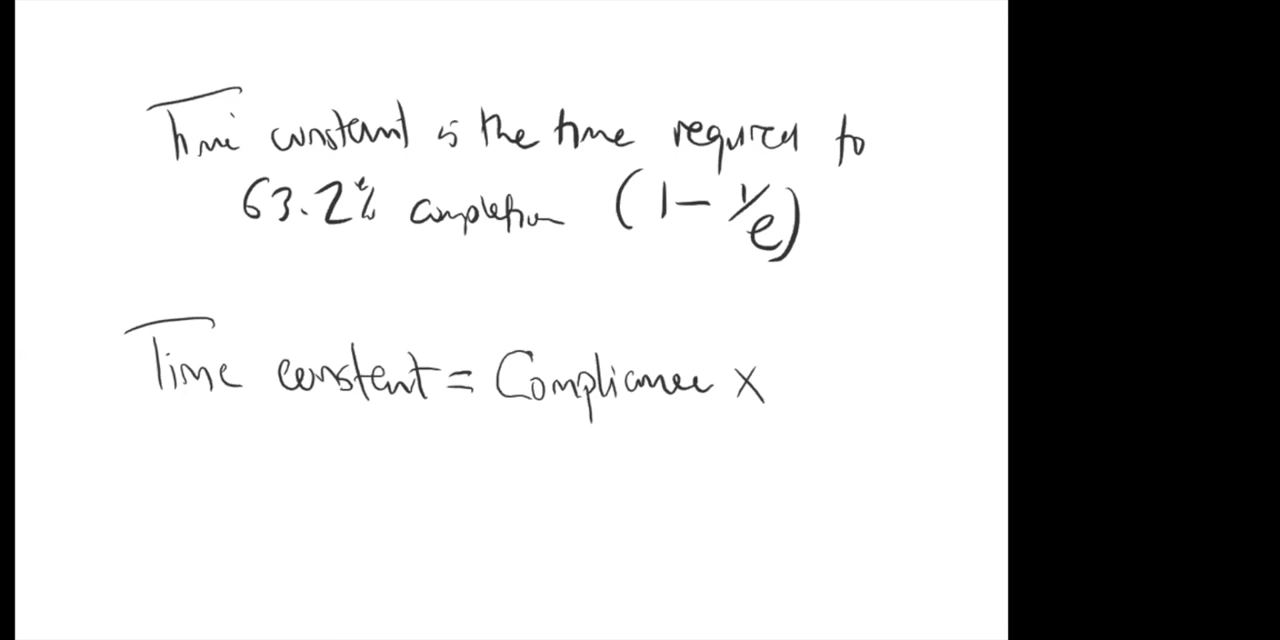 Time constant is the time required to
63.2% completion (1 - 1/e)
Time constant = Compliance x